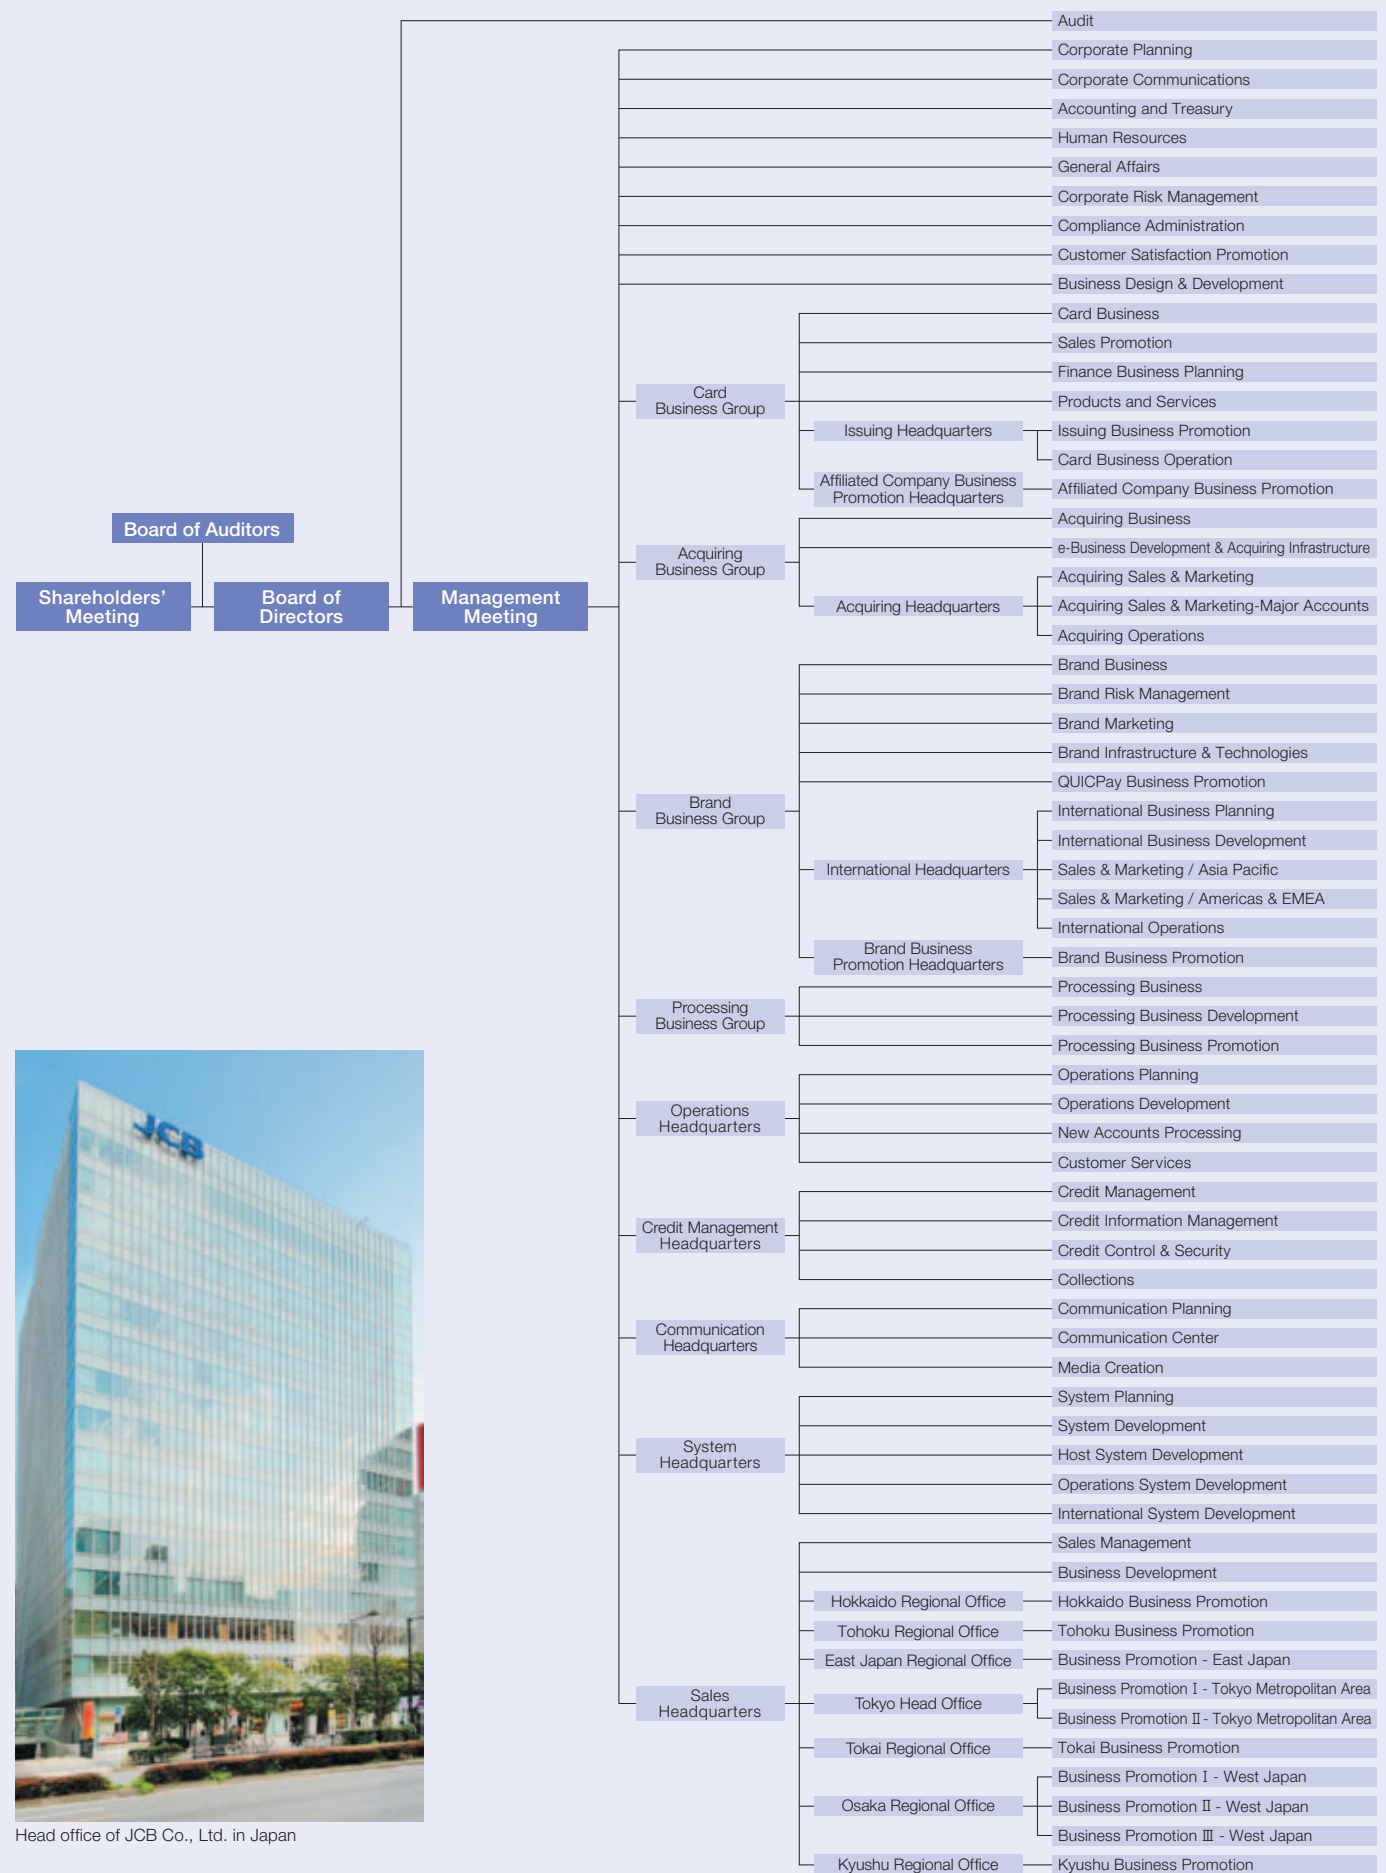 Audit
Corporate Planning
Corporate Communications
Accounting and Treasury
Human Resources
General Affairs
Corporate Risk Management
Compliance Administration
Customer Satisfaction Promotion
Business Design & Development
Card
Business Group
Card Business
Sales Promotion
Finance Business Planning
Products and Services
Issuing Headquarters
Issuing Business Promotion
Card Business Operation
Affiliated Company Business
Promotion Headquarters
Affiliated Company Business Promotion
Board of Auditors
Shareholders'
Meeting
Board of
Directors
Management
Meeting
Acquiring
Business Group
Acquiring Business
e-Business Development & Acquiring Infrastructure
Acquiring Headquarters
Acquiring Sales & Marketing
Acquiring Sales & Marketing-Major Accounts
Acquiring Operations
Brand
Business Group
Brand Business
Brand Risk Management
Brand Marketing
Brand Infrastructure & Technologies
QUICPay Business Promotion
International Headquarters
International Business Planning
International Business Development
Sales & Marketing / Asia Pacific
Sales & Marketing / Americas & EMEA
International Operations
Brand Business
Promotion Headquarters
Brand Business Promotion
Processing
Business Group
Processing Business
Processing Business Development
Processing Business Promotion
Operations
Headquarters
Operations Planning
Operations Development
New Accounts Processing
Customer Services
Credit Management
Headquarters
Credit Management
Credit Information Management
Credit Control & Security
Collections
Communication
Headquarters
Communication Planning
Communication Center
Media Creation
System
Headquarters
System Planning
System Development
Host System Development
Operations System Development
International System Development
Sales
Headquarters
Sales Management
Business Development
Hokkaido Regional Office
Hokkaido Business Promotion
Tohoku Regional Office
Tohoku Business Promotion
East Japan Regional Office
Business Promotion - East Japan
Tokyo Head Office
Business Promotion I - Tokyo Metropolitan Area
Business Promotion II - Tokyo Metropolitan Area
Tokai Regional Office
Tokai Business Promotion
Osaka Regional Office
Business Promotion I - West Japan
Business Promotion II - West Japan
Business Promotion III - West Japan
Kyushu Regional Office
Kyushu Business Promotion
JCB
Head office of JCB Co., Ltd. in Japan